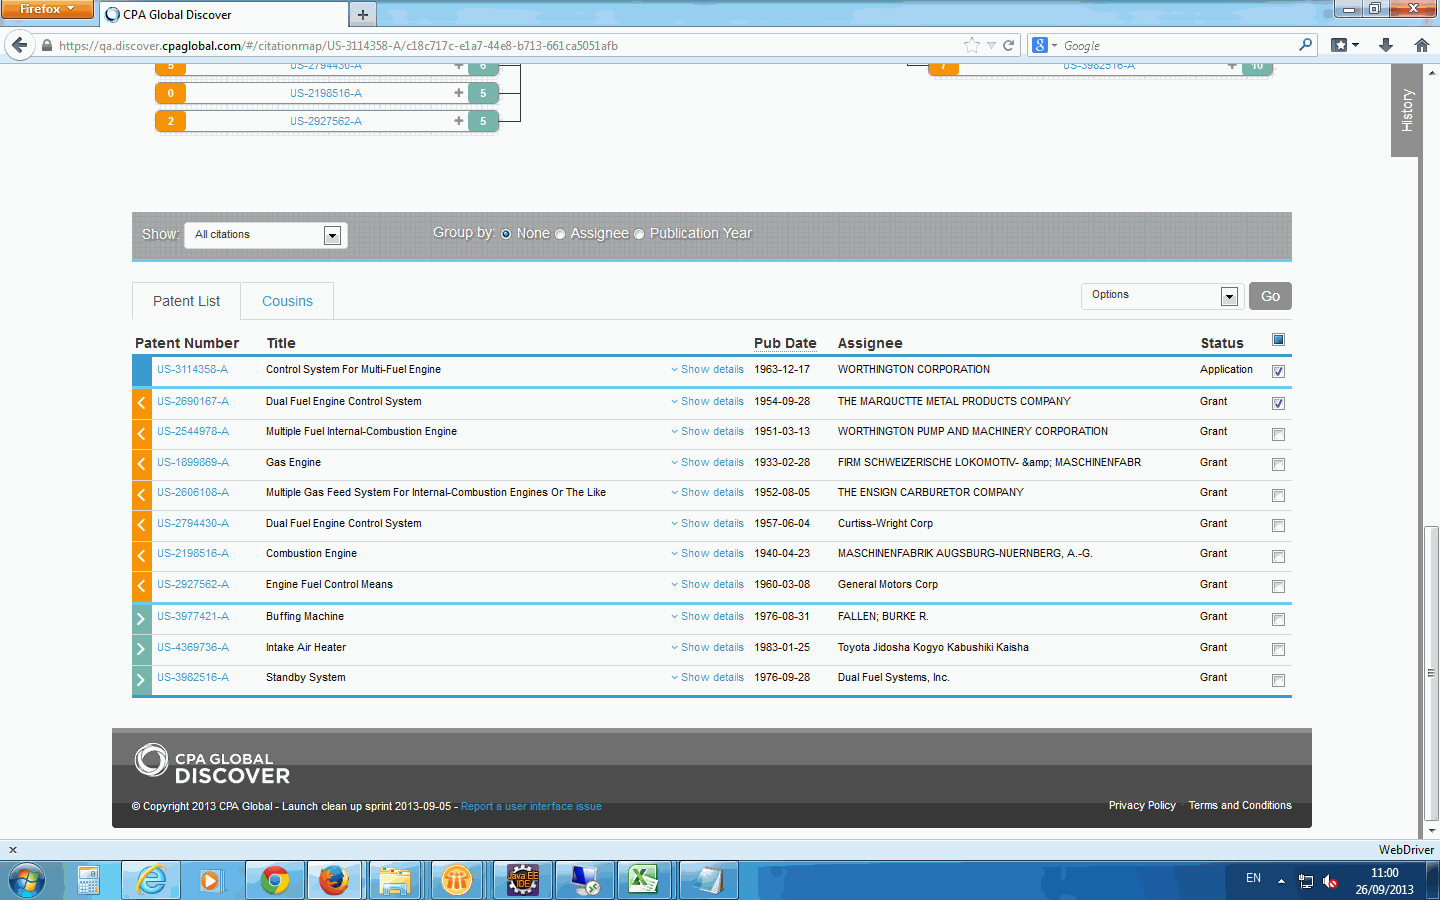 Firefox
CPA Global Discover
https://qa.discover.cpaglobal.com/#/citationmap/US-3114358-A/c18c717c-e1a7-44e8-b713-661ca5051afb
Google
5 US-2794430-A + 6
7 US-3982516-A + 10
0 US-2198516-A + 5
2 US-2927562-A + 5
History
Show: All citations Group by: None Assignee Publication Year
Patent List Cousins Options Go
Patent Number Title Pub Date Assignee Status
US-3114358-A Control System For Multi-Fuel Engine Show details 1963-12-17 WORTHINGTON CORPORATION Application
US-2690167-A Dual Fuel Engine Control System Show details 1954-09-28 THE MARQUCTTE METAL PRODUCTS COMPANY Grant
US-2544978-A Multiple Fuel Internal-Combustion Engine Show details 1951-03-13 WORTHINGTON PUMP AND MACHINERY CORPORATION Grant
US-1899869-A Gas Engine Show details 1933-02-28 FIRM SCHWEIZERISCHE LOKOMOTIV- &amp; MASCHINENFABR Grant
US-2606108-A Multiple Gas Feed System For Internal-Combustion Engines Or The Like Show details 1952-08-05 THE ENSIGN CARBURETOR COMPANY Grant
US-2794430-A Dual Fuel Engine Control System Show details 1957-06-04 Curtiss-Wright Corp Grant
US-2198516-A Combustion Engine Show details 1940-04-23 MASCHINENFABRIK AUGSBURG-NUERNBERG, A.-G. Grant
US-2927562-A Engine Fuel Control Means Show details 1960-03-08 General Motors Corp Grant
US-3977421-A Buffing Machine Show details 1976-08-31 FALLEN; BURKE R. Grant
US-4369736-A Intake Air Heater Show details 1983-01-25 Toyota Jidosha Kogyo Kabushiki Kaisha Grant
US-3982516-A Standby System Show details 1976-09-28 Dual Fuel Systems, Inc. Grant
CPA GLOBAL
DISCOVER
© Copyright 2013 CPA Global - Launch clean up sprint 2013-09-05 - Report a user interface issue
Privacy Policy · Terms and Conditions
x WebDriver
Java EE
IDE
EN 11:00
26/09/2013